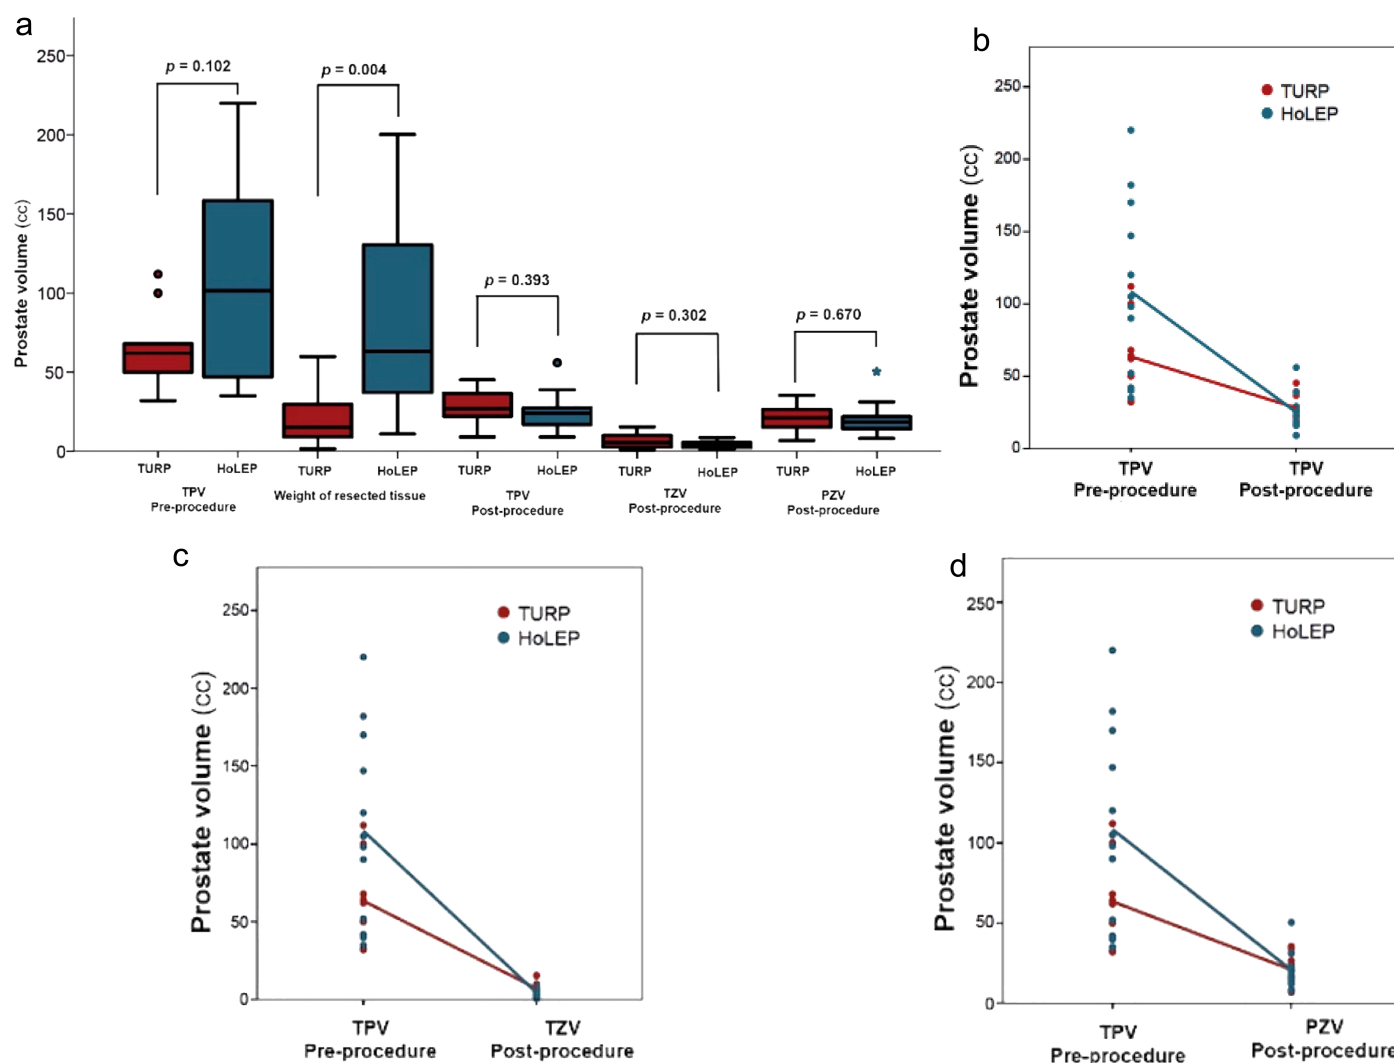 a
250
200
150
100
50
0
Prostate volume (cc)
p = 0.102
p = 0.004
p = 0.393
p = 0.302
p = 0.670
*
TURP
HoLEP
TURP
HoLEP
TURP
HoLEP
TURP
HoLEP
TURP
HoLEP
TPV
Pre-procedure
Weight of resected tissue
TPV
Post-procedure
TZV
Post-procedure
PZV
Post-procedure
b
250
200
150
100
50
0
Prostate volume (cc)
TURP
HoLEP
TPV
Pre-procedure
TPV
Post-procedure
c
250
200
150
100
50
0
Prostate volume (cc)
TURP
HoLEP
TPV
Pre-procedure
TZV
Post-procedure
d
250
200
150
100
50
0
Prostate volume (cc)
TURP
HoLEP
TPV
Pre-procedure
PZV
Post-procedure